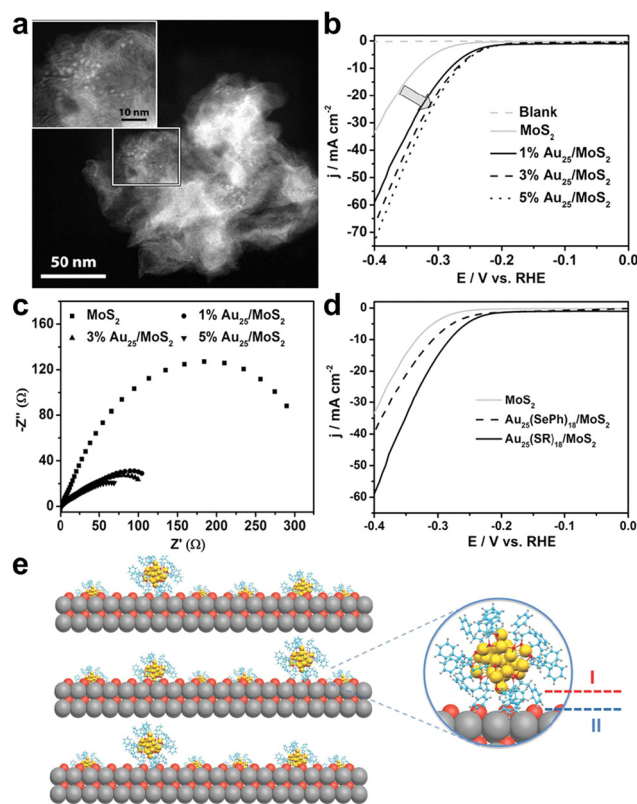 a
10 nm
50 nm
b
0
-10
-20
-30
-40
-50
-60
-70
j / mA cm⁻²
Blank
MoS₂
1% Au₂₅/MoS₂
3% Au₂₅/MoS₂
5% Au₂₅/MoS₂
-0.4 -0.3 -0.2 -0.1 0.0
E / V vs. RHE
c
160
120
80
40
0
-Z'' (Ω)
MoS₂ 1% Au₂₅/MoS₂
3% Au₂₅/MoS₂ 5% Au₂₅/MoS₂
0 50 100 150 200 250 300
Z' (Ω)
d
0
-10
-20
-30
-40
-50
-60
j / mA cm⁻²
MoS₂
Au₂₅(SePh)₁₈/MoS₂
Au₂₅(SR)₁₈/MoS₂
-0.4 -0.3 -0.2 -0.1 0.0
E / V vs. RHE
e
I
II